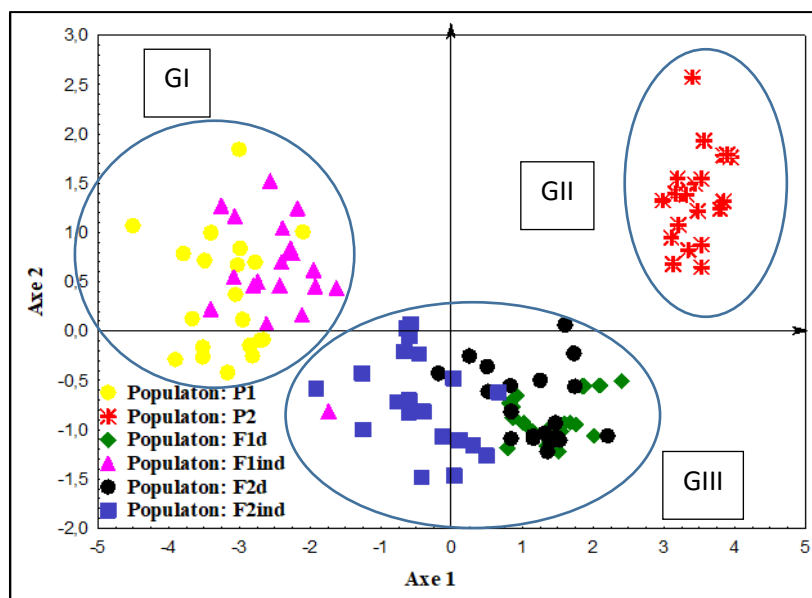 GI
GII
GIII
3,0
2,5
2,0
1,5
1,0
0,5
0,0
-0,5
-1,0
-1,5
-2,0
Axe 2
Populaton: P1
Populaton: P2
Populaton: F1d
Populaton: F1ind
Populaton: F2d
Populaton: F2ind
-5 -4 -3 -2 -1 0 1 2 3 4 5
Axe 1